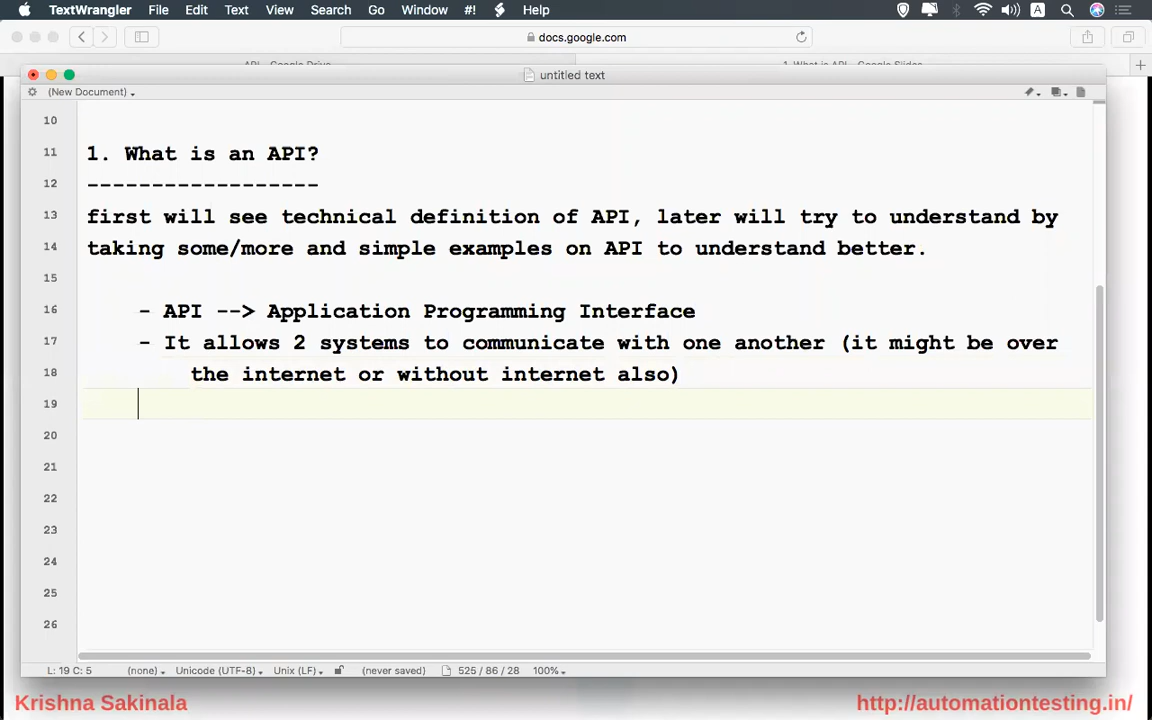 TextWrangler File Edit Text View Search Go Window #! Help A
docs.google.com
untitled text
(New Document)
10
11 1. What is an API?
12 ------------------
13 first will see technical definition of API, later will try to understand by
14 taking some/more and simple examples on API to understand better.
15
16 - API --> Application Programming Interface
17 - It allows 2 systems to communicate with one another (it might be over
18 the internet or without internet also)
19
20
21
22
23
24
25
26
L: 19 C: 5 (none) Unicode (UTF-8) Unix (LF) (never saved) 525 / 86 / 28 100%
Krishna Sakinala http://automationtesting.in/